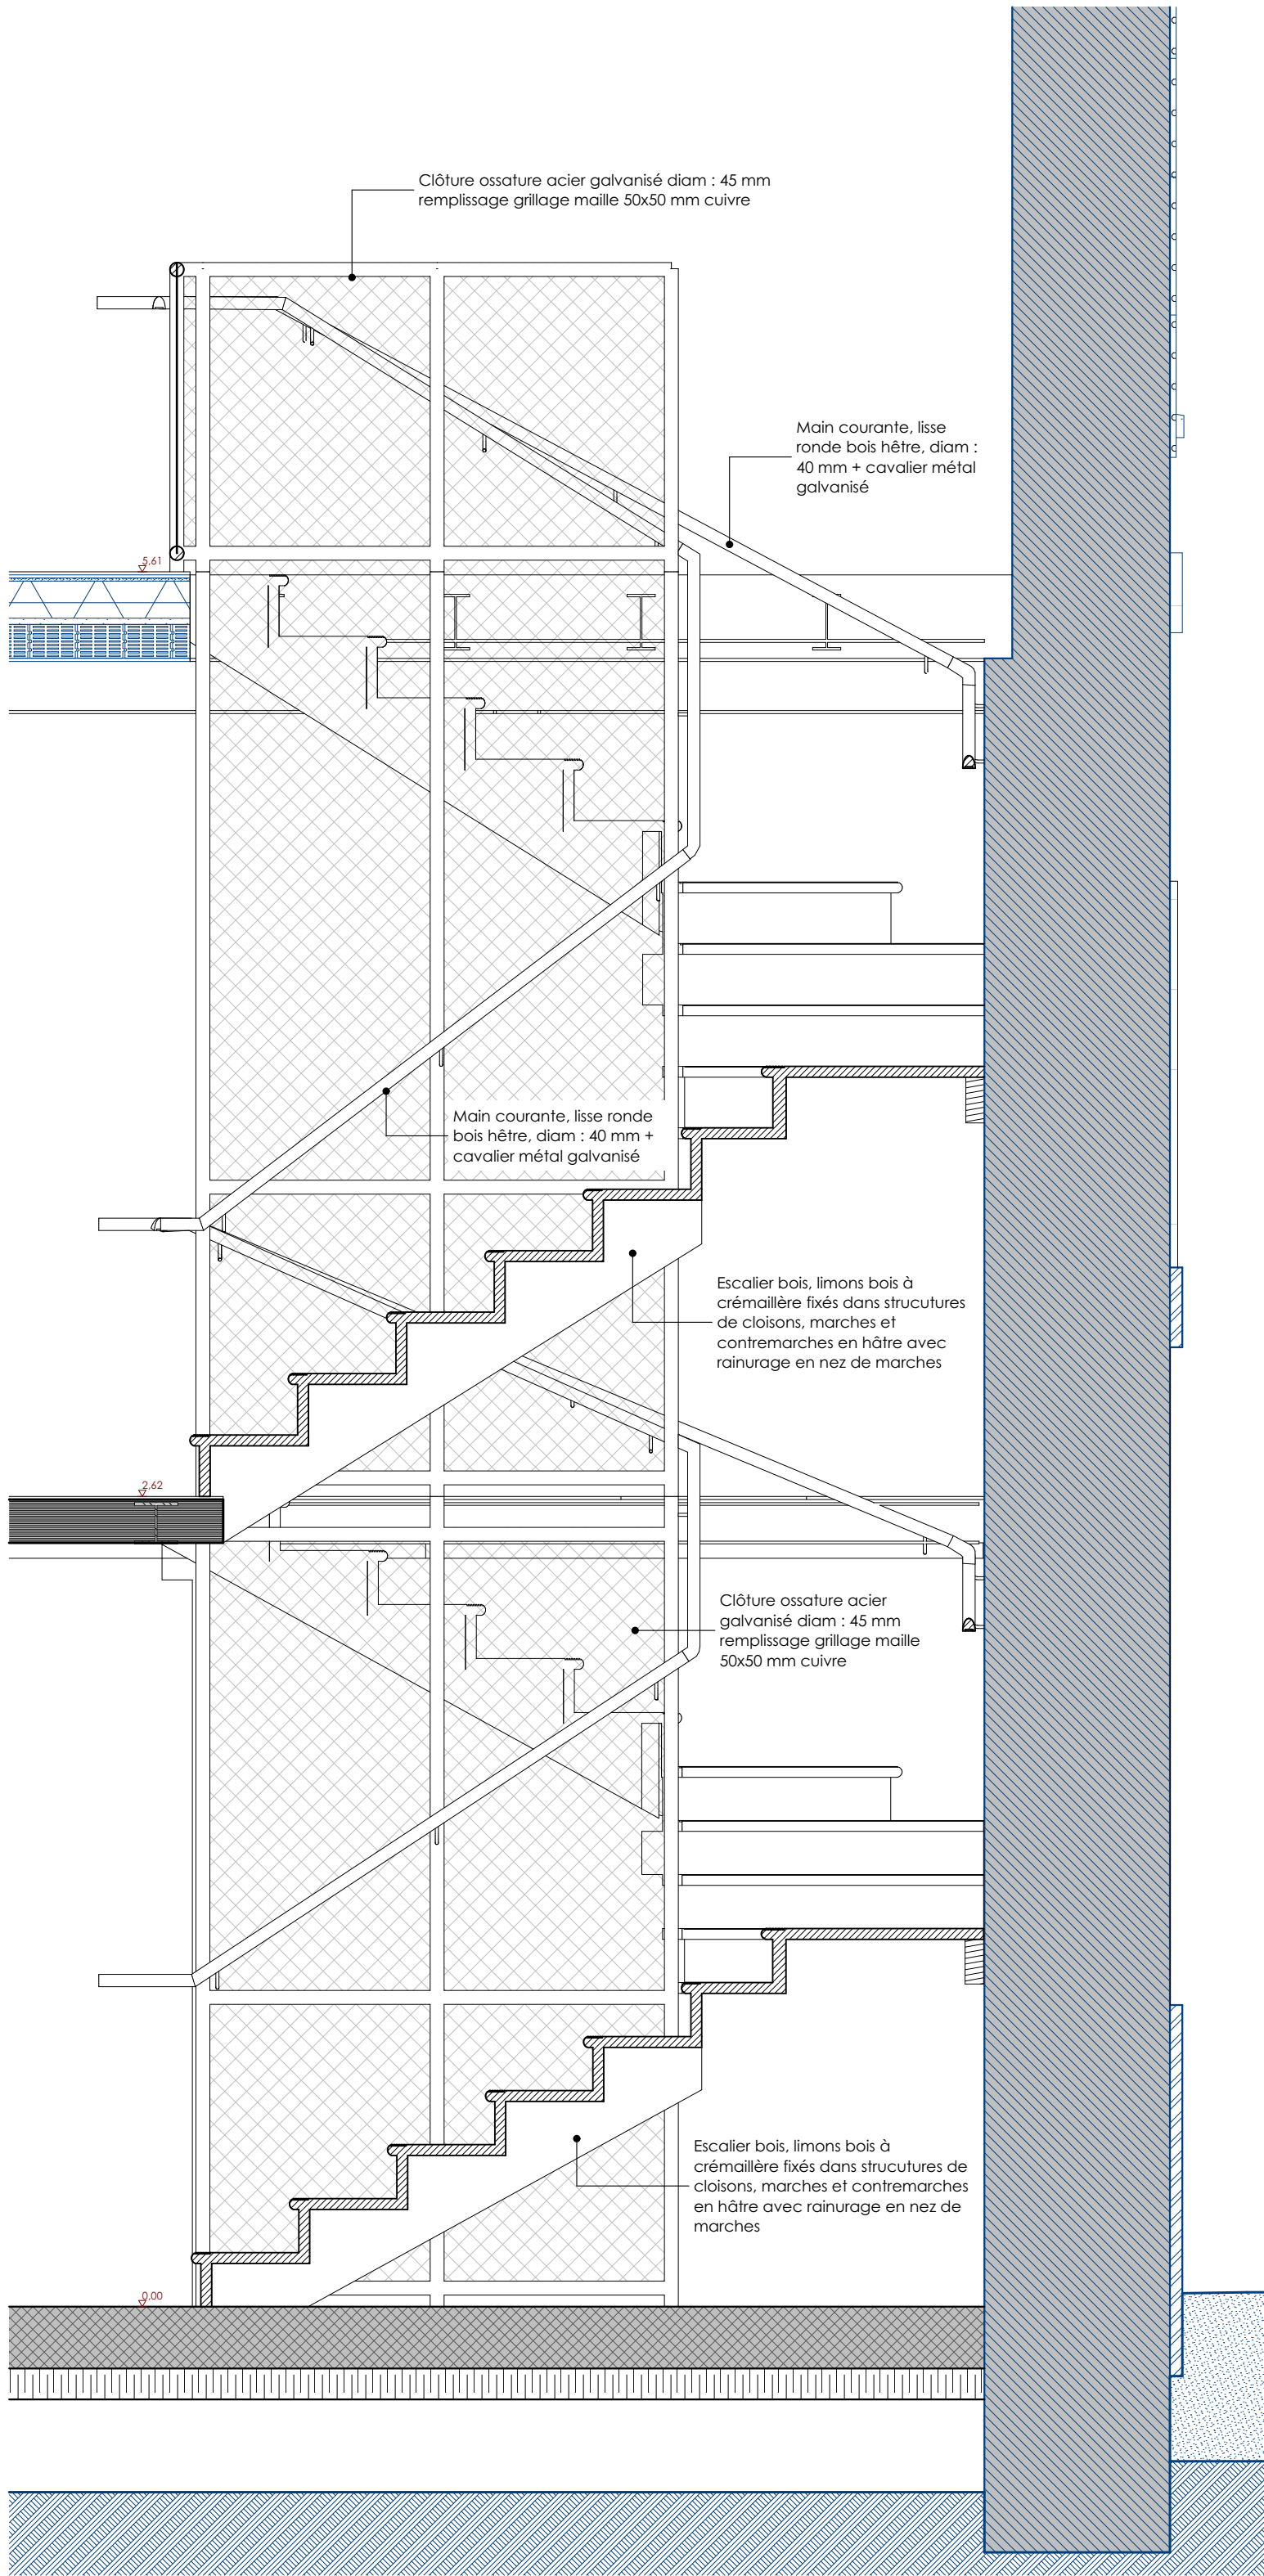 Clôture ossature acier galvanisé diam : 45 mm
remplissage grillage maille 50x50 mm cuivre
Main courante, lisse
ronde bois hêtre, diam :
40 mm + cavalier métal
galvanisé
5,61
Main courante, lisse ronde
bois hêtre, diam : 40 mm +
cavalier métal galvanisé
Escalier bois, limons bois à
crémaillère fixés dans strucutures
de cloisons, marches et
contremarches en hâtre avec
rainurage en nez de marches
2,62
Clôture ossature acier
galvanisé diam : 45 mm
remplissage grillage maille
50x50 mm cuivre
Escalier bois, limons bois à
crémaillère fixés dans strucutures de
cloisons, marches et contremarches
en hâtre avec rainurage en nez de
marches
0,00